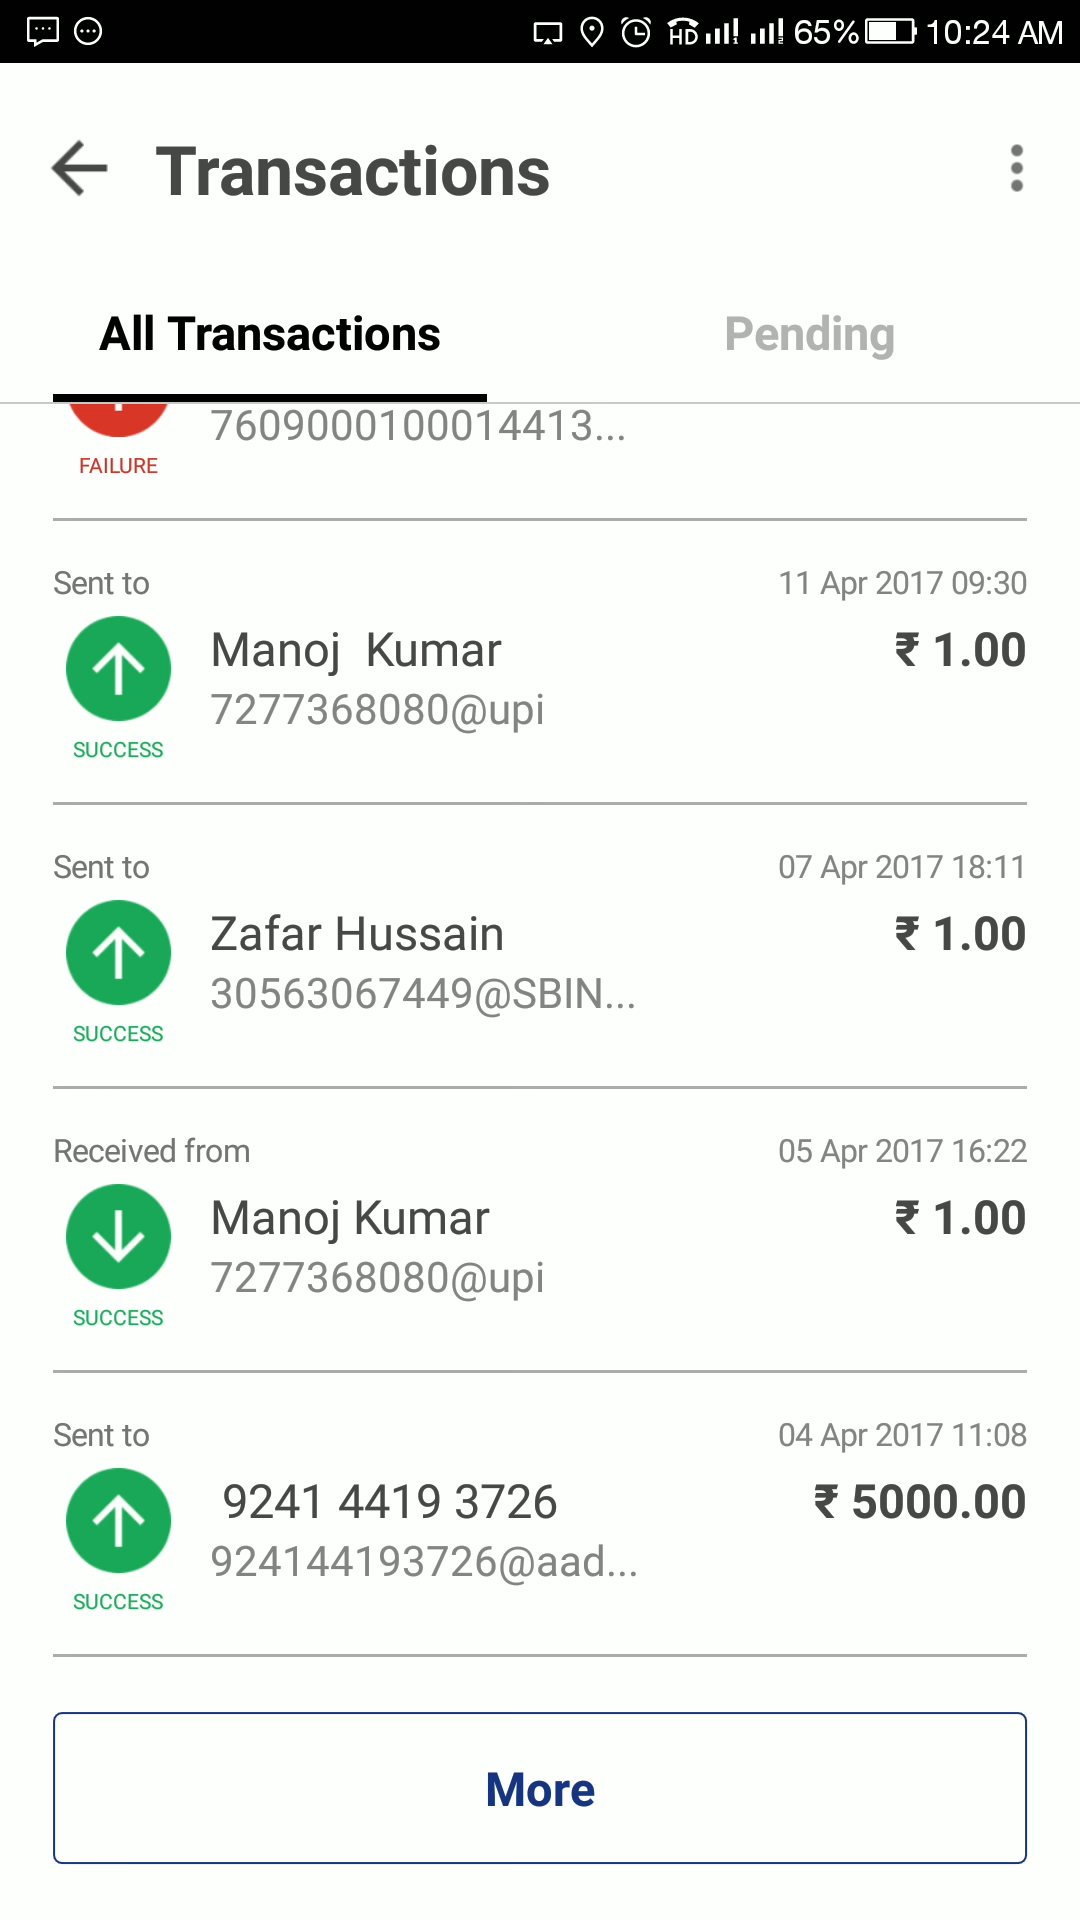 65% 10:24 AM
Transactions
All Transactions Pending
7609000100014413...
FAILURE
Sent to 11 Apr 2017 09:30
Manoj  Kumar ₹ 1.00
7277368080@upi
SUCCESS
Sent to 07 Apr 2017 18:11
Zafar Hussain ₹ 1.00
30563067449@SBIN...
SUCCESS
Received from 05 Apr 2017 16:22
Manoj Kumar ₹ 1.00
7277368080@upi
SUCCESS
Sent to 04 Apr 2017 11:08
9241 4419 3726 ₹ 5000.00
924144193726@aad...
SUCCESS
More